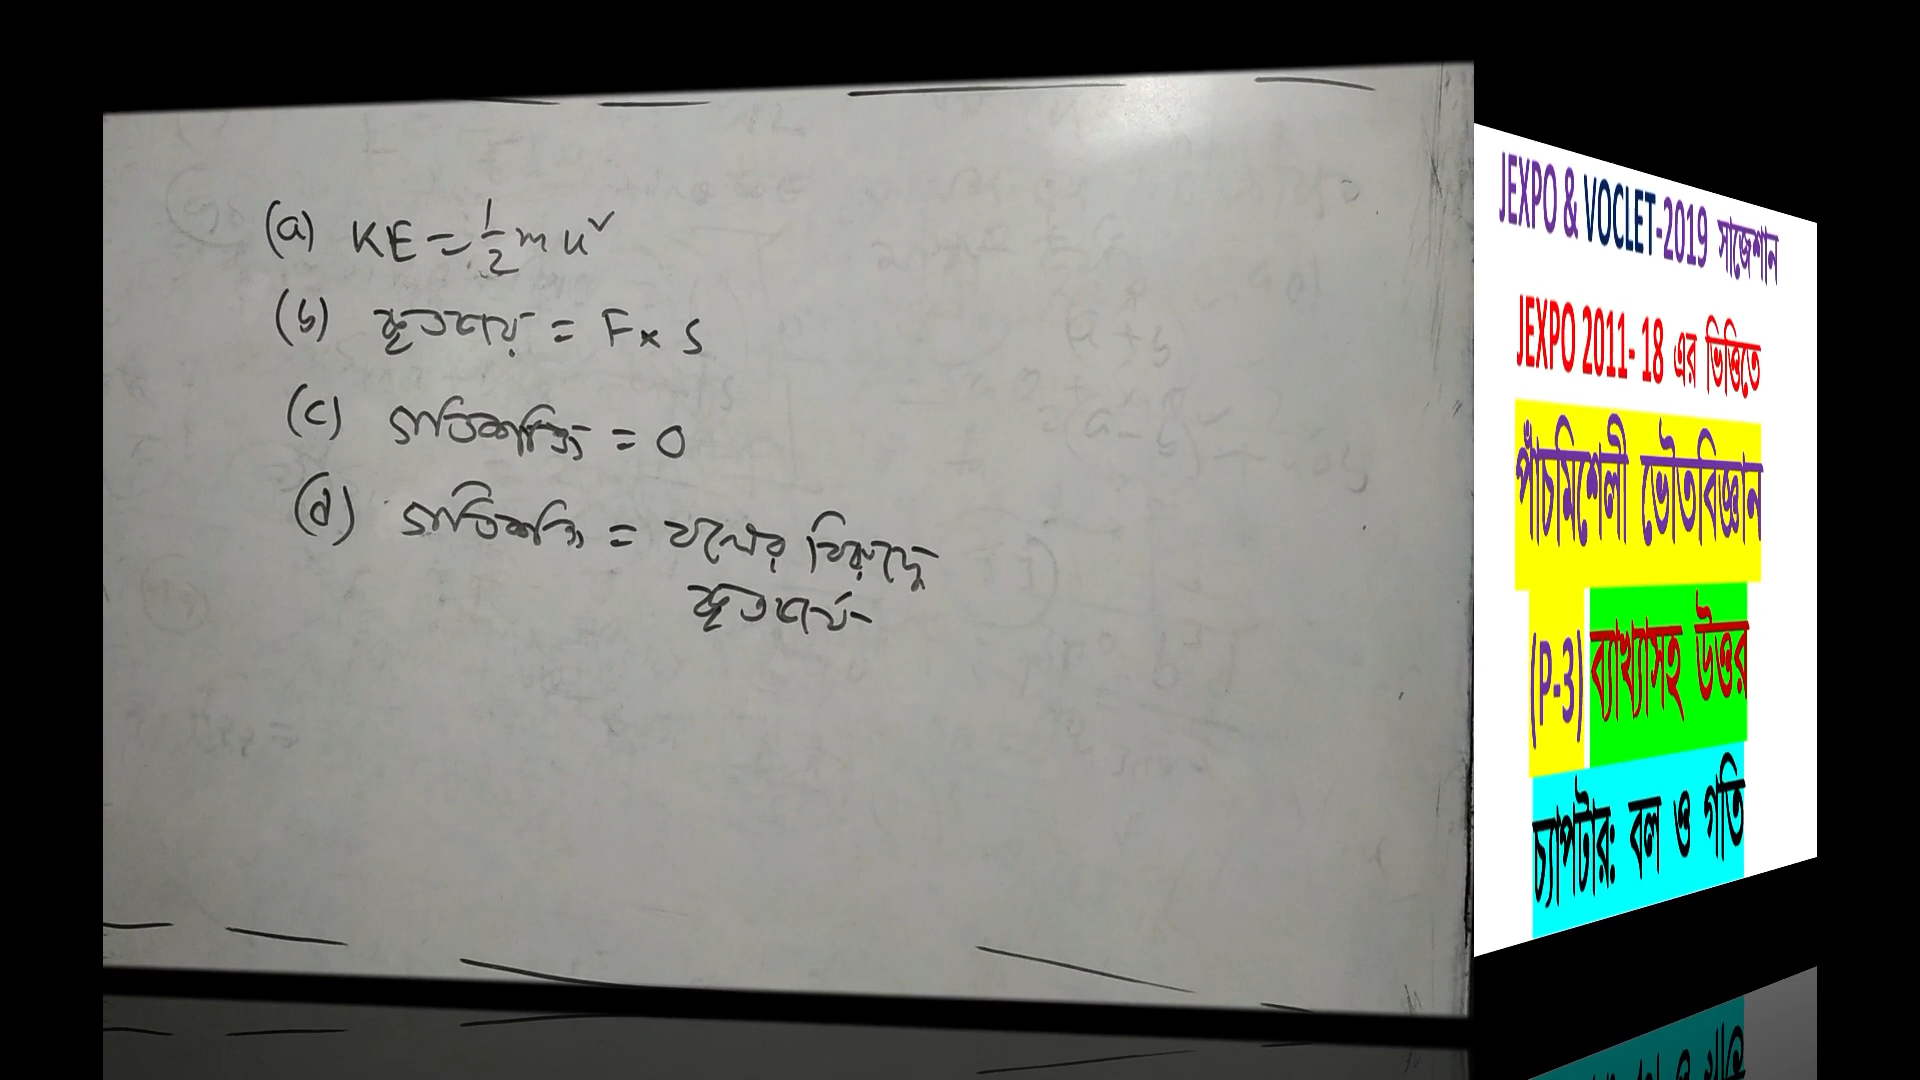 (a) KE = 1/2 mu²
(b) কৃতকার্য = F × S
(c) গতিশক্তি = 0
(d) গতিশক্তি = বলের বিরুদ্ধে
কৃতকার্য
JEXPO & VOCLET-2019 সাজেশান
JEXPO 2011- 18 এর ভিত্তিতে
পাঁচমিশেলী ভৌতবিজ্ঞান
(P-3) ব্যাখ্যাসহ উত্তর
চ্যাপটার: বল ও গতি